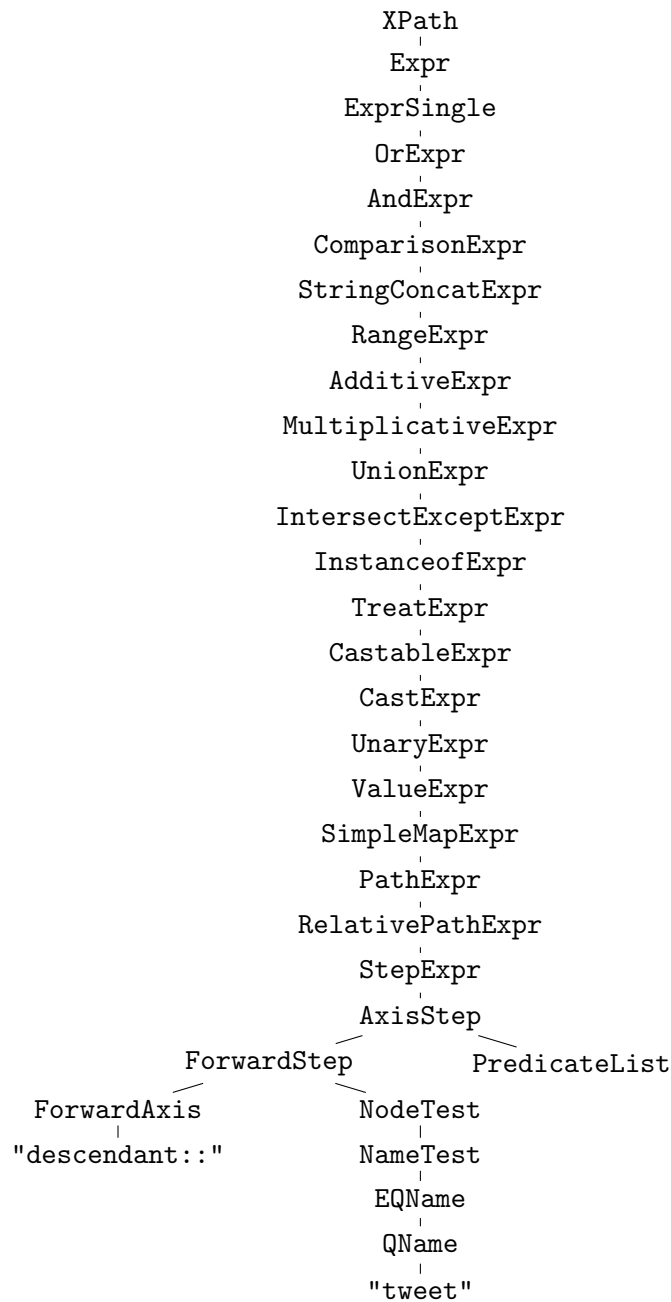 XPath
Expr
ExprSingle
OrExpr
AndExpr
ComparisonExpr
StringConcatExpr
RangeExpr
AdditiveExpr
MultiplicativeExpr
UnionExpr
IntersectExceptExpr
InstanceofExpr
TreatExpr
CastableExpr
CastExpr
UnaryExpr
ValueExpr
SimpleMapExpr
PathExpr
RelativePathExpr
StepExpr
AxisStep
ForwardStep PredicateList
ForwardAxis NodeTest
"descendant::" NameTest
EQName
QName
"tweet"